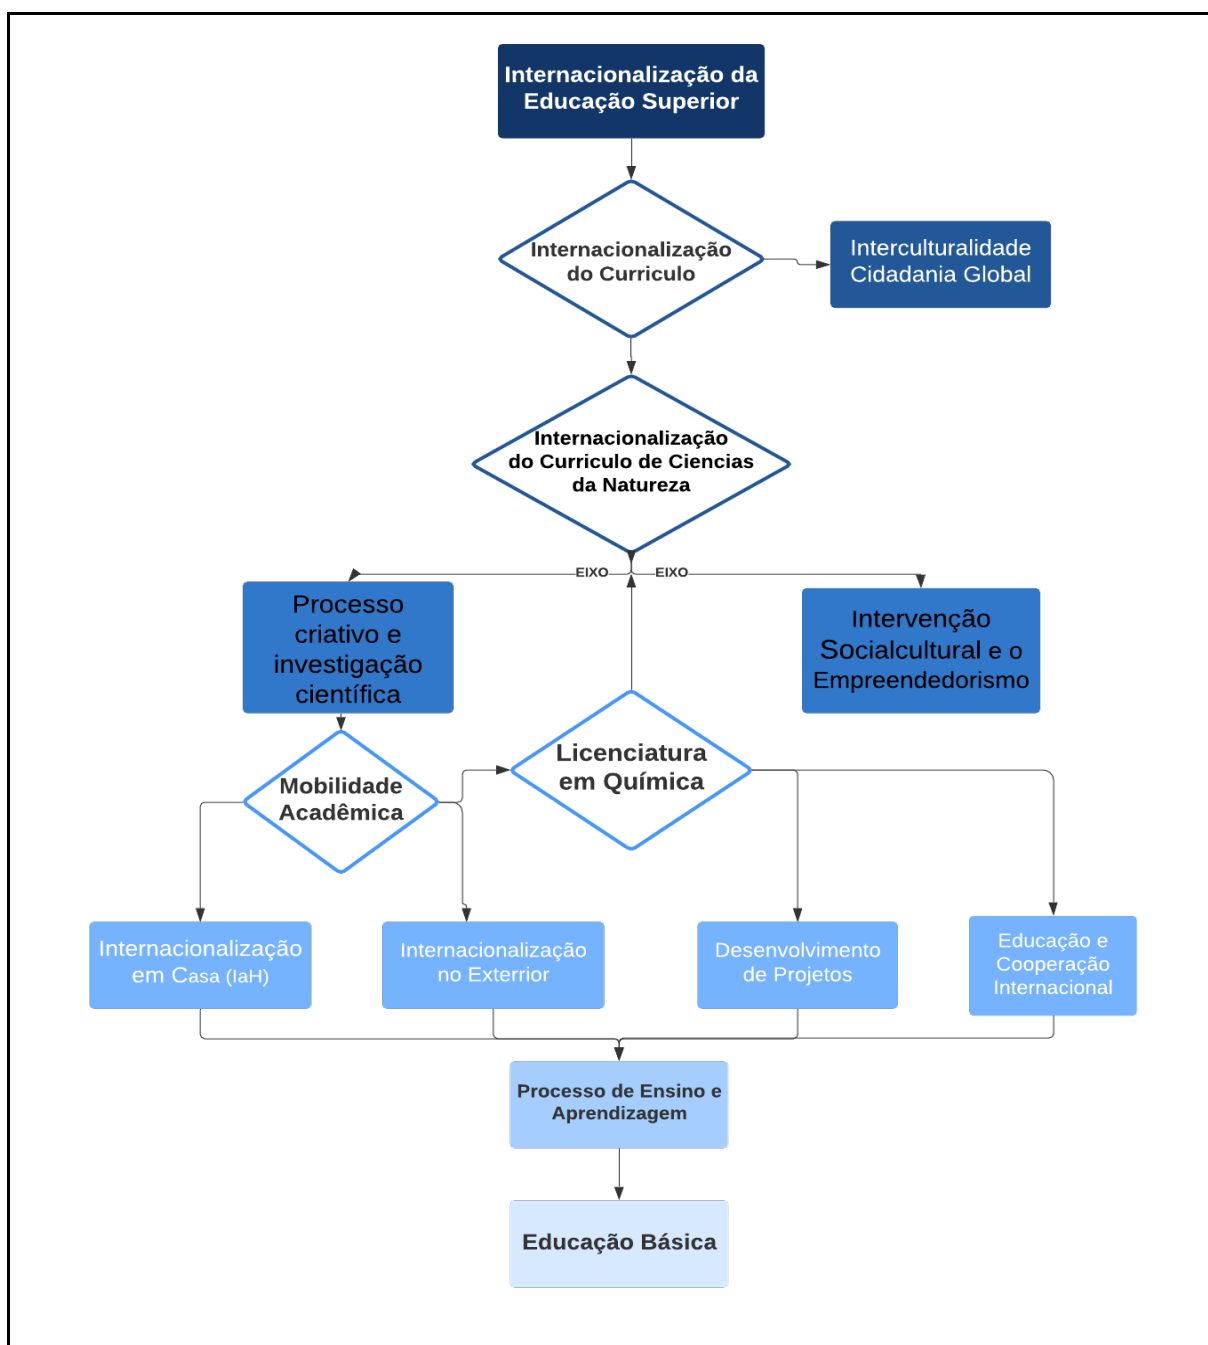 Internacionalização da
Educação Superior
Internacionalização
do Curriculo
Interculturalidade
Cidadania Global
Internacionalização
do Curriculo de Ciencias
da Natureza
EIXO
EIXO
Processo
criativo e
investigação
científica
Intervenção
Socialcultural e o
Empreendedorismo
Licenciatura
em Química
Mobilidade
Acadêmica
Internacionalização
em Casa (IaH)
Internacionalização
no Exterrior
Desenvolvimento
de Projetos
Educação e
Cooperação
Internacional
Processo de Ensino e
Aprendizagem
Educação Básica